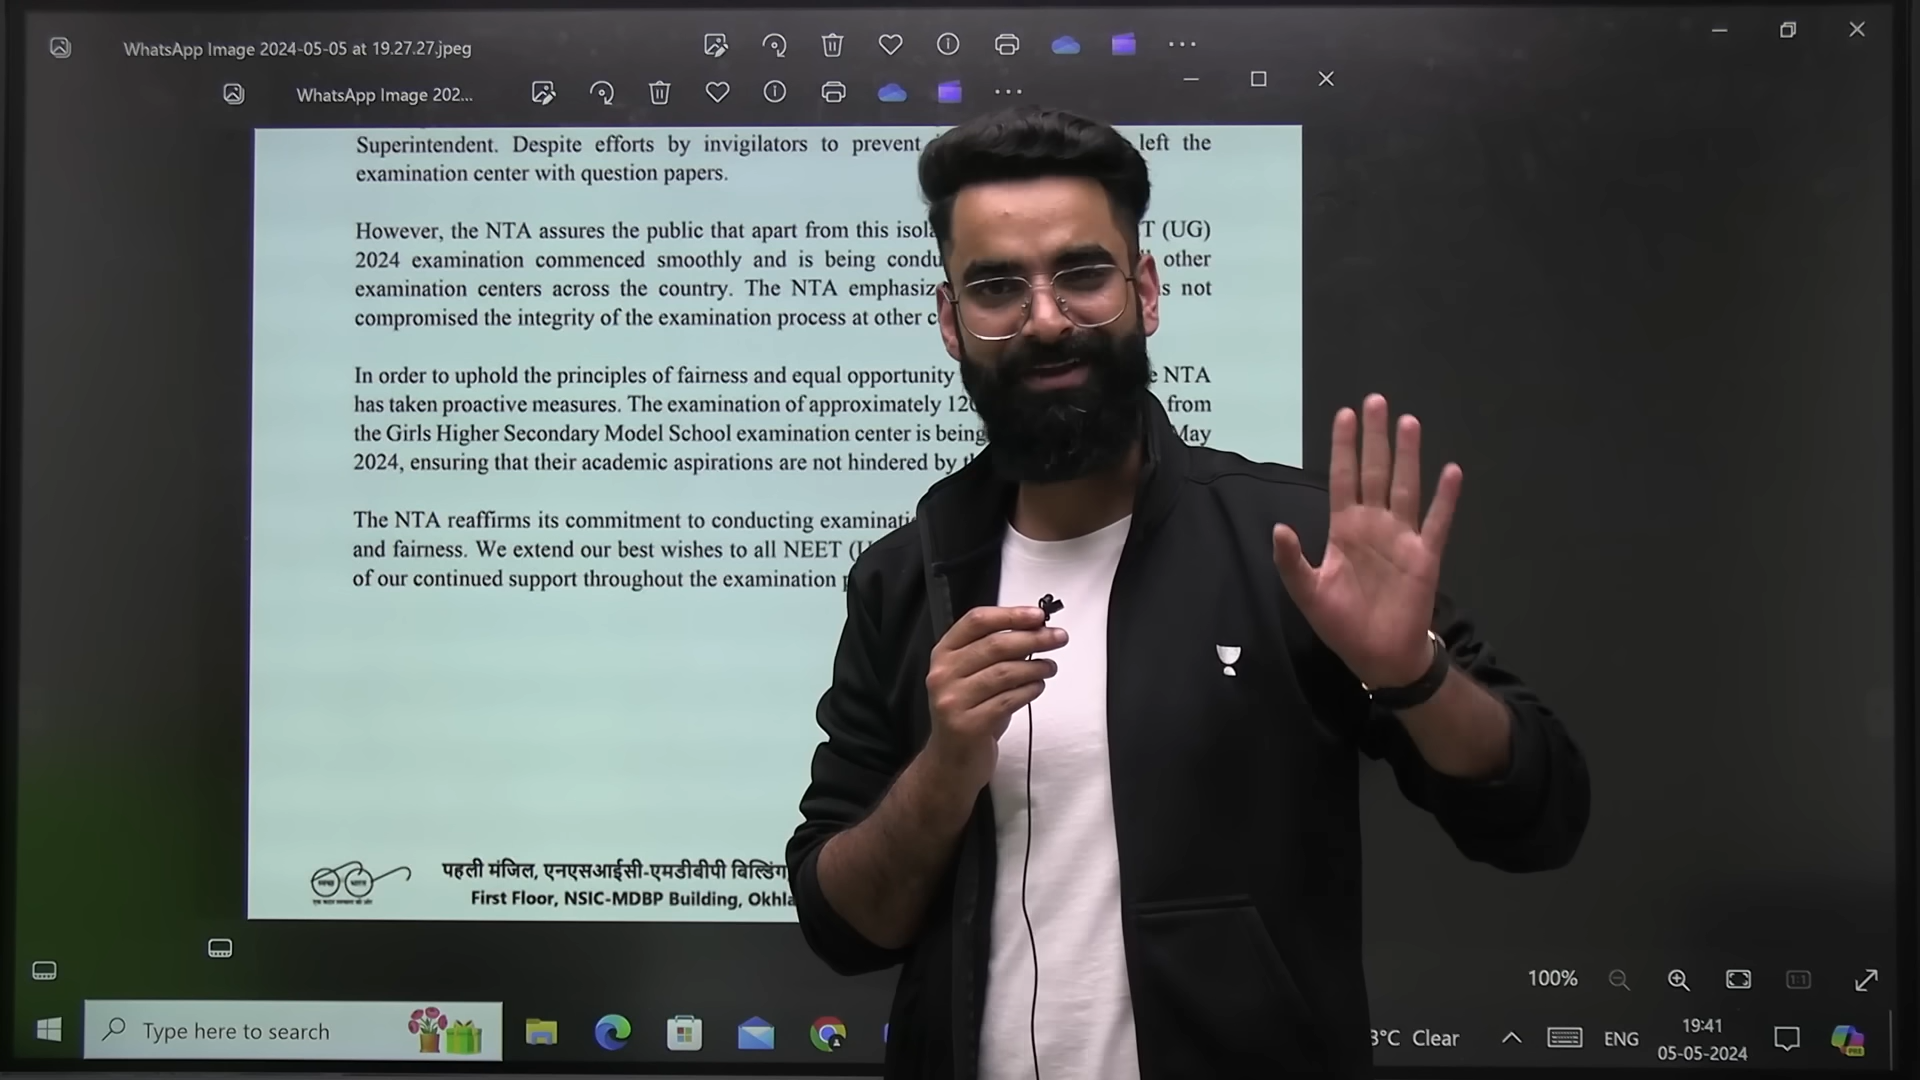 WhatsApp Image 2024-05-05 at 19.27.27.jpeg
WhatsApp Image 202...
Superintendent. Despite efforts by invigilators to prevent left the
examination center with question papers.
However, the NTA assures the public that apart from this T (UG)
2024 examination commenced smoothly and is being other
examination centers across the country. The NTA not
compromised the integrity of the examination process at other
In order to uphold the principles of fairness and equal opportunity NTA
has taken proactive measures. The examination of approximately from
the Girls Higher Secondary Model School examination center is being May
2024, ensuring that their academic aspirations are not hindered by
The NTA reaffirms its commitment to conducting
and fairness. We extend our best wishes to all NEET
of our continued support throughout the examination
पहली मंजिल, एनएसआईसी-एमडीबीपी बिल्डिंग
First Floor, NSIC-MDBP Building,
100%
1:1
Type here to search
3°C Clear
ENG
19:41
05-05-2024